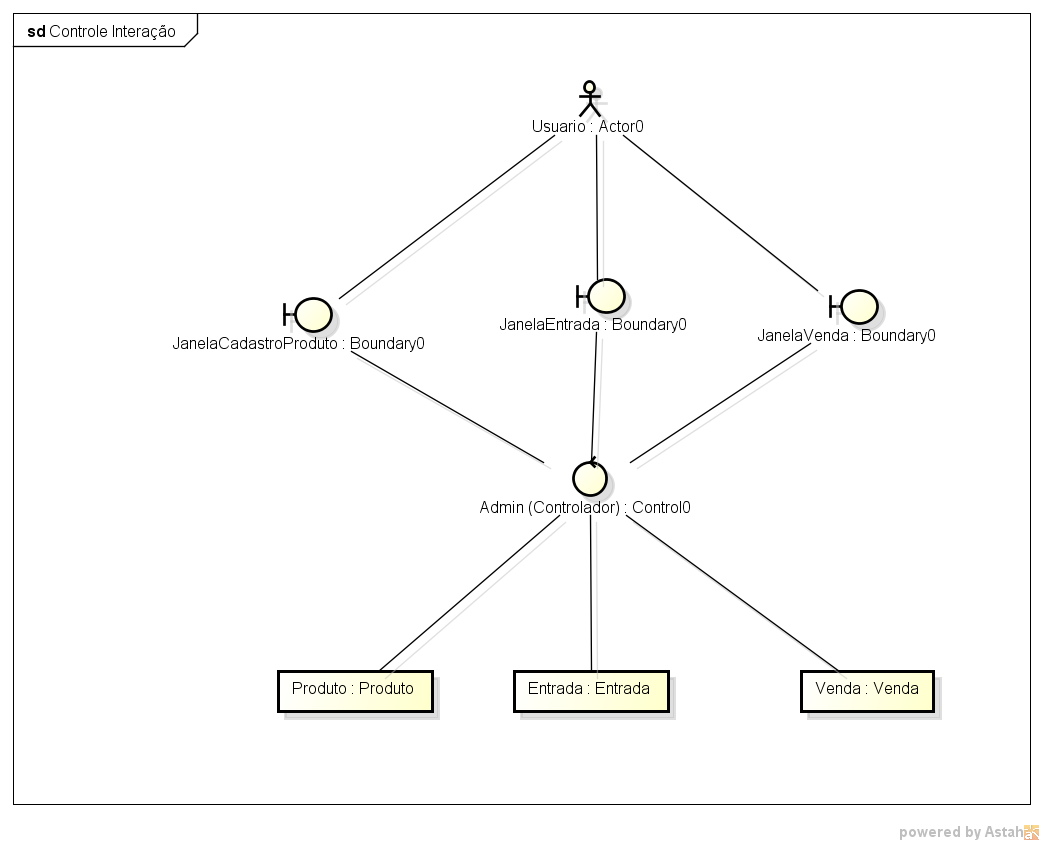 sd Controle Interação
Usuario : Actor0
JanelaCadastroProduto : Boundary0
JanelaEntrada : Boundary0
JanelaVenda : Boundary0
Admin (Controlador) : Control0
Produto : Produto
Entrada : Entrada
Venda : Venda
powered by Astah